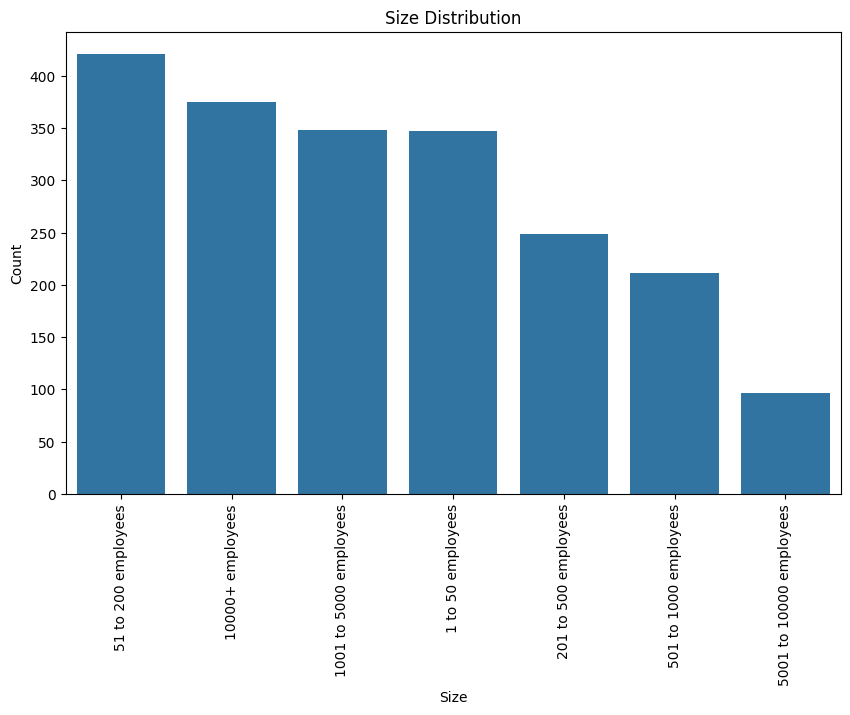 Size Distribution
Count
400
350
300
250
200
150
100
50
0
51 to 200 employees
10000+ employees
1001 to 5000 employees
1 to 50 employees
201 to 500 employees
501 to 1000 employees
5001 to 10000 employees
Size